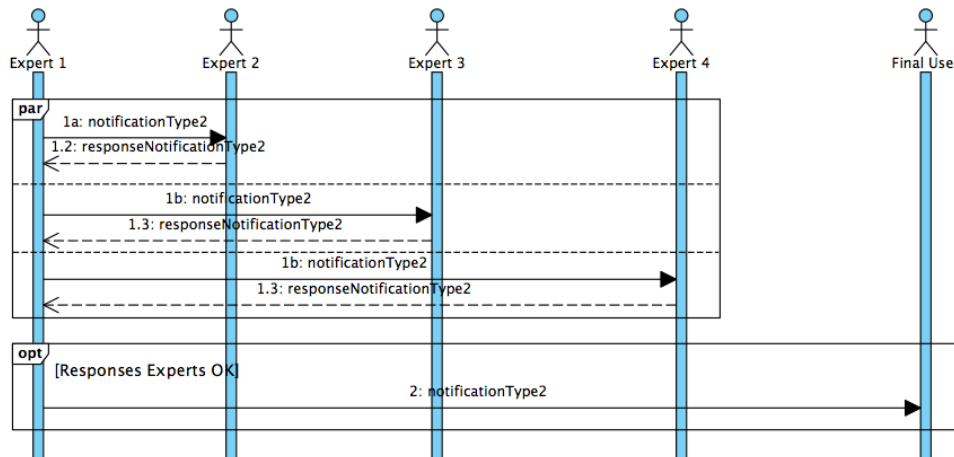 Expert 1
Expert 2
Expert 3
Expert 4
Final Use
par
1a: notificationType2
1.2: responseNotificationType2
1b: notificationType2
1.3: responseNotificationType2
1b: notificationType2
1.3: responseNotificationType2
opt
[Responses Experts OK]
2: notificationType2